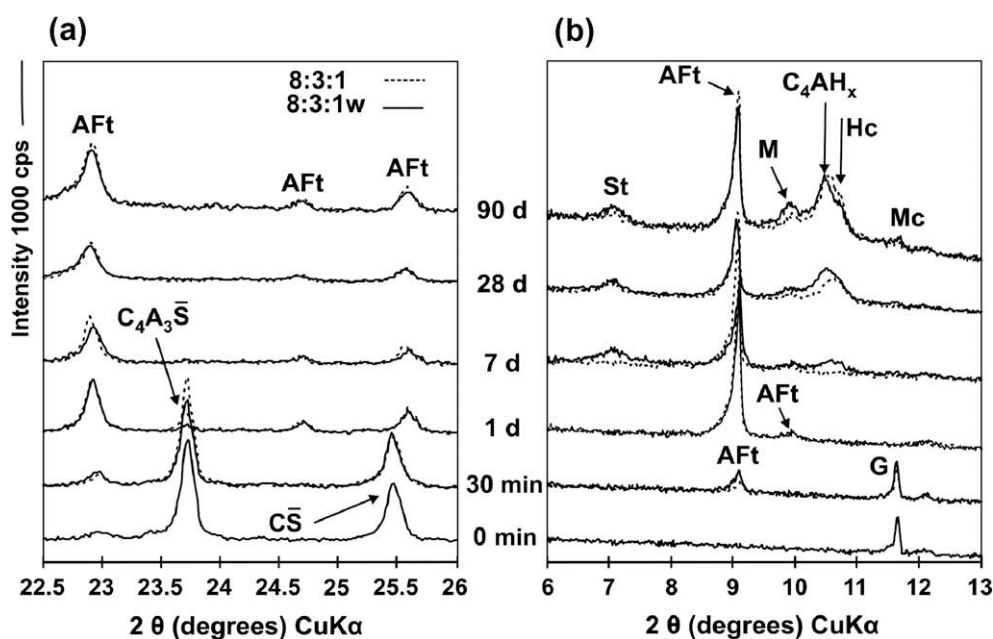 (a)
Intensity 1000 cps
8:3:1
8:3:1w
AFt
AFt
AFt
C₄A₃S̅
CS̅
22.5 23 23.5 24 24.5 25 25.5 26
2 θ (degrees) CuKα
90 d
28 d
7 d
1 d
30 min
0 min
(b)
AFt
C₄AHₓ
Hc
M
St
Mc
AFt
AFt
G
6 7 8 9 10 11 12 13
2 θ (degrees) CuKα